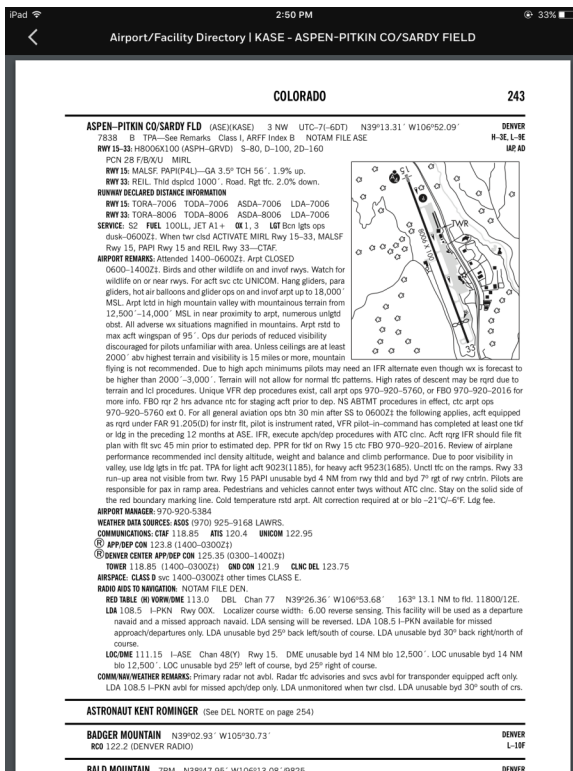 iPad 2:50 PM 33%
Airport/Facility Directory | KASE - ASPEN-PITKIN CO/SARDY FIELD
COLORADO 243
ASPEN–PITKIN CO/SARDY FLD (ASE)(KASE) 3 NW UTC–7(–6DT) N39º13.31´ W106º52.09´ DENVER
7838 B TPA—See Remarks Class I, ARFF Index B NOTAM FILE ASE H–3E, L–9E
RWY 15–33: H8006X100 (ASPH–GRVD) S–80, D–100, 2D–160 IAP, AD
PCN 28 F/B/X/U MIRL
RWY 15: MALSF. PAPI(P4L)—GA 3.5º TCH 56´. 1.9% up.
RWY 33: REIL. Thld dsplcd 1000´. Road. Rgt tfc. 2.0% down.
RUNWAY DECLARED DISTANCE INFORMATION
RWY 15: TORA–7006 TODA–7006 ASDA–7006 LDA–7006
RWY 33: TORA–8006 TODA–8006 ASDA–8006 LDA–7006
SERVICE: S2 FUEL 100LL, JET A1+ OX 1, 3 LGT Bcn lgts ops
dusk–0600Z‡. When twr clsd ACTIVATE MIRL Rwy 15–33, MALSF
Rwy 15, PAPI Rwy 15 and REIL Rwy 33—CTAF.
AIRPORT REMARKS: Attended 1400–0600Z‡. Arpt CLOSED
0600–1400Z‡. Birds and other wildlife on and invof rwys. Watch for
wildlife on or near rwys. For acft svc ctc UNICOM. Hang gliders, para
gliders, hot air balloons and glider ops on and invof arpt up to 18,000´
MSL. Arpt lctd in high mountain valley with mountainous terrain from
12,500´–14,000´ MSL in near proximity to arpt, numerous unlgtd
obst. All adverse wx situations magnified in mountains. Arpt rstd to
max acft wingspan of 95´. Ops dur periods of reduced visibility
discouraged for pilots unfamiliar with area. Unless ceilings are at least
2000´ abv highest terrain and visibility is 15 miles or more, mountain
flying is not recommended. Due to high apch minimums pilots may need an IFR alternate even though wx is forecast to
be higher than 2000´–3,000´. Terrain will not allow for normal tfc patterns. High rates of descent may be rqrd due to
terrain and lcl procedures. Unique VFR dep procedures exist, call arpt ops 970–920–5760, or FBO 970–920–2016 for
more info. FBO rqr 2 hrs advance ntc for staging acft prior to dep. NS ABTMT procedures in effect, ctc arpt ops
970–920–5760 ext 0. For all general aviation ops btn 30 min after SS to 0600Z‡ the following applies, acft equipped
as rqrd under FAR 91.205(D) for instr flt, pilot is instrument rated, VFR pilot–in–command has completed at least one tkf
or ldg in the preceding 12 months at ASE. IFR, execute apch/dep procedures with ATC clnc. Acft rqrg IFR should file flt
plan with flt svc 45 min prior to estimated dep. PPR for tkf on Rwy 15 ctc FBO 970–920–2016. Review of airplane
performance recommended incl density altitude, weight and balance and climb performance. Due to poor visibility in
valley, use ldg lgts in tfc pat. TPA for light acft 9023(1185), for heavy acft 9523(1685). Unctl tfc on the ramps. Rwy 33
run–up area not visible from twr. Rwy 15 PAPI unusable byd 4 NM from rwy thld and byd 7º rgt of rwy cntrln. Pilots are
responsible for pax in ramp area. Pedestrians and vehicles cannot enter twys without ATC clnc. Stay on the solid side of
the red boundary marking line. Cold temperature rstd arpt. Alt correction required at or blo –21ºC/–6ºF. Ldg fee.
15
TWR
8006 X 100
33
AIRPORT MANAGER: 970-920-5384
WEATHER DATA SOURCES: ASOS (970) 925–9168 LAWRS.
COMMUNICATIONS: CTAF 118.85 ATIS 120.4 UNICOM 122.95
Ⓡ APP/DEP CON 123.8 (1400–0300Z‡)
Ⓡ DENVER CENTER APP/DEP CON 125.35 (0300–1400Z‡)
TOWER 118.85 (1400–0300Z‡) GND CON 121.9 CLNC DEL 123.75
AIRSPACE: CLASS D svc 1400–0300Z‡ other times CLASS E.
RADIO AIDS TO NAVIGATION: NOTAM FILE DEN.
RED TABLE (H) VORW/DME 113.0 DBL Chan 77 N39º26.36´ W106º53.68´ 163º 13.1 NM to fld. 11800/12E.
LDA 108.5 I–PKN Rwy 00X. Localizer course width: 6.00 reverse sensing. This facility will be used as a departure
navaid and a missed approach navaid. LDA sensing will be reversed. LDA 108.5 I–PKN available for missed
approach/departures only. LDA unusable byd 25º back left/south of course. LDA unusable byd 30º back right/north of
course.
LOC/DME 111.15 I–ASE Chan 48(Y) Rwy 15. DME unusable byd 14 NM blo 12,500´. LOC unusable byd 14 NM
blo 12,500´. LOC unusable byd 25º left of course, byd 25º right of course.
COMM/NAV/WEATHER REMARKS: Primary radar not avbl. Radar tfc advisories and svcs avbl for transponder equipped acft only.
LDA 108.5 I–PKN avbl for missed apch/dep only. LDA unmonitored when twr clsd. LDA unusable byd 30º south of crs.
ASTRONAUT KENT ROMINGER (See DEL NORTE on page 254)
BADGER MOUNTAIN N39º02.93´ W105º30.73´ DENVER
RCO 122.2 (DENVER RADIO) L–10F
BALD MOUNTAIN 7BM N38º47.95´ W106º13.08´/9825 DENVER